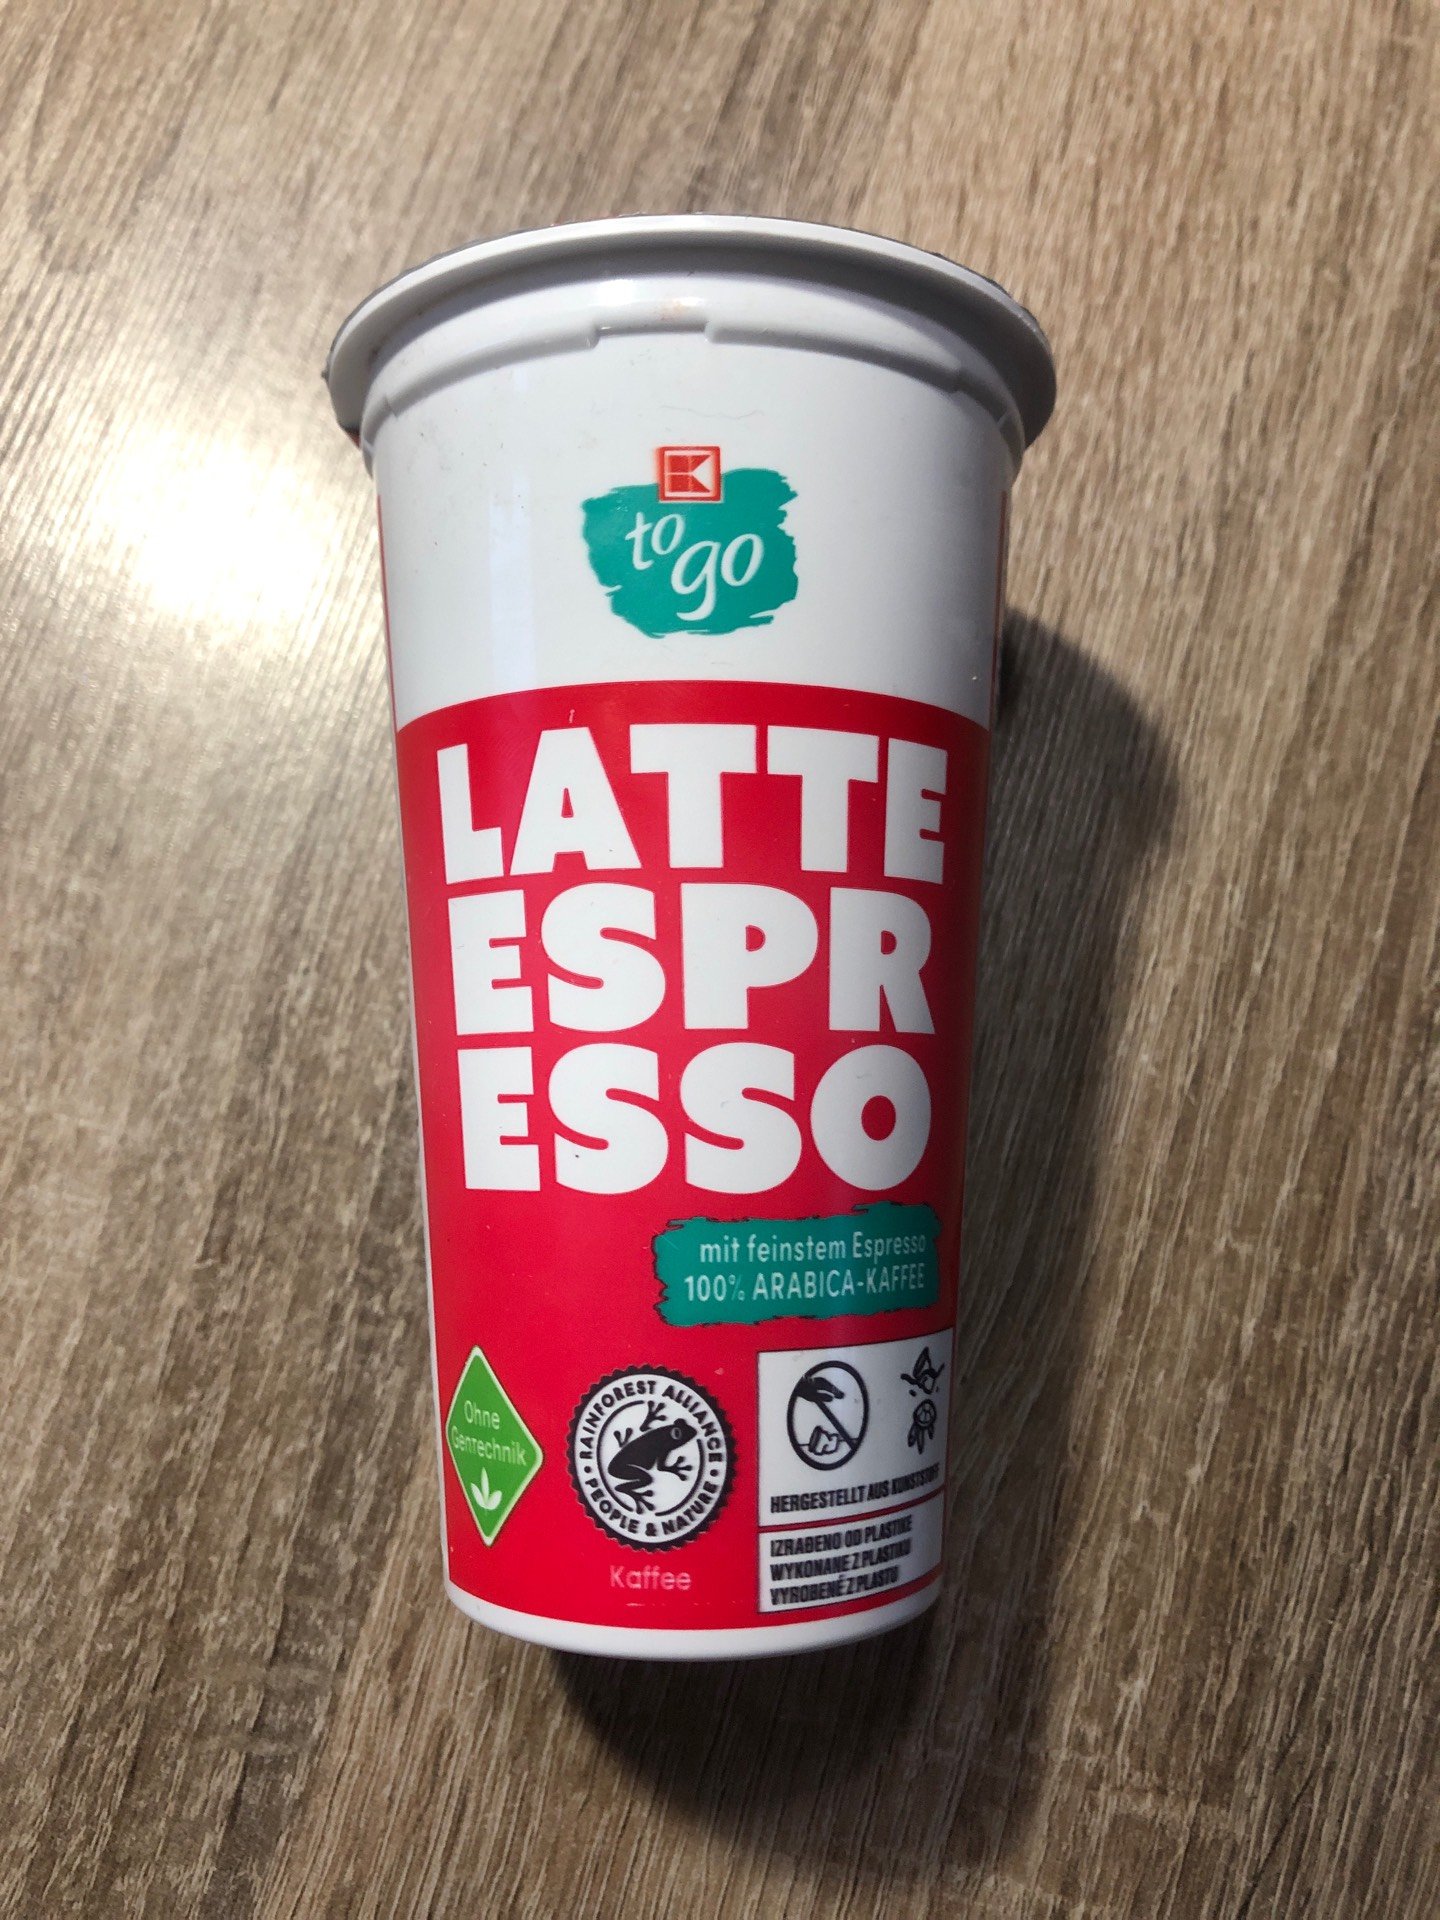 K
to
go
LATTE
ESPR
ESSO
mit feinstem Espresso
100% ARABICA-KAFFEE
Ohne
Gentechnik
RAINFOREST ALLIANCE
PEOPLE & NATURE
Kaffee
HERGESTELLT AUS KUNSTSTOFF
IZRAĐENO OD PLASTIKE
WYKONANE Z PLASTIKU
VYROBENÉ Z PLASTU